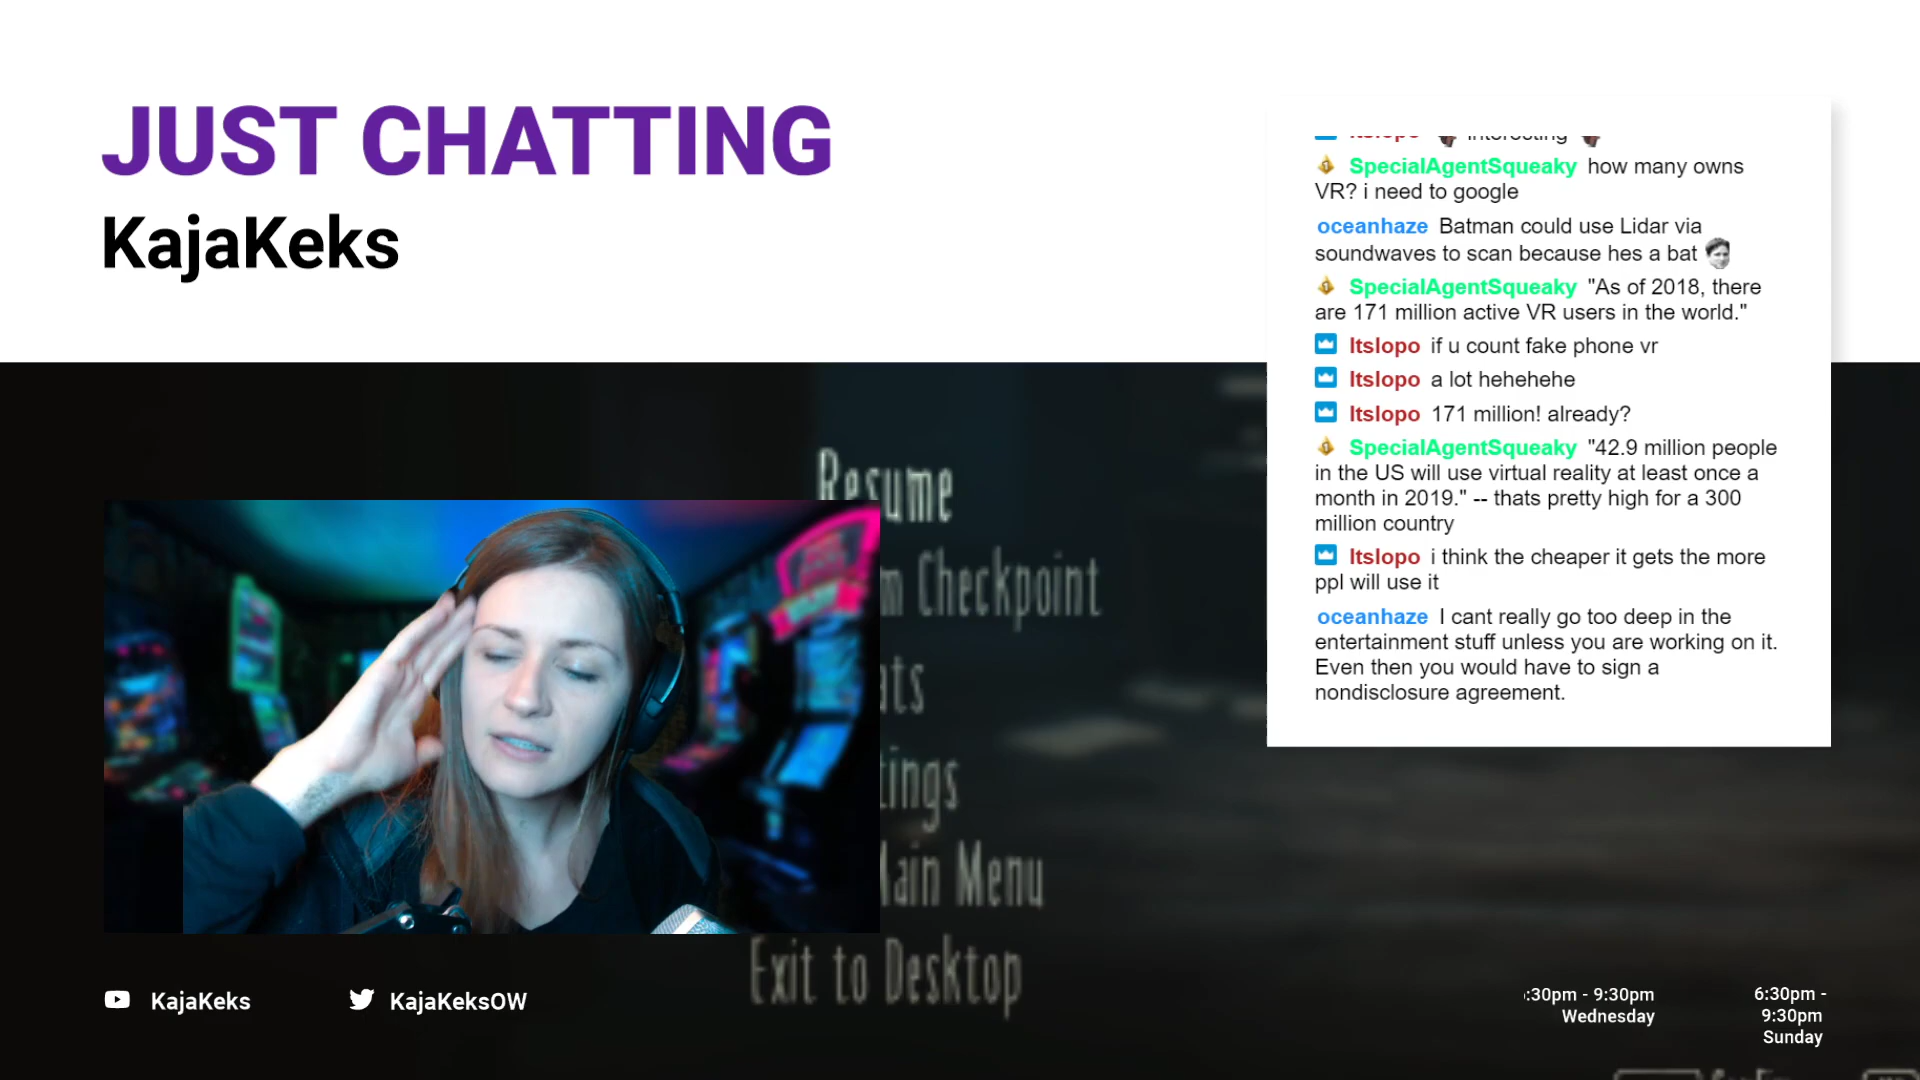 JUST CHATTING
KajaKeks
interesting
SpecialAgentSqueaky how many owns
VR? i need to google
oceanhaze Batman could use Lidar via
soundwaves to scan because hes a bat
SpecialAgentSqueaky "As of 2018, there
are 171 million active VR users in the world."
Itslopo if u count fake phone vr
Itslopo a lot hehehehe
Itslopo 171 million! already?
SpecialAgentSqueaky "42.9 million people
in the US will use virtual reality at least once a
month in 2019." -- thats pretty high for a 300
million country
Itslopo i think the cheaper it gets the more
ppl will use it
oceanhaze I cant really go too deep in the
entertainment stuff unless you are working on it.
Even then you would have to sign a
nondisclosure agreement.
Resume
Checkpoint
Main Menu
Exit to Desktop
KajaKeks
KajaKeksOW
:30pm - 9:30pm
Wednesday
6:30pm -
9:30pm
Sunday